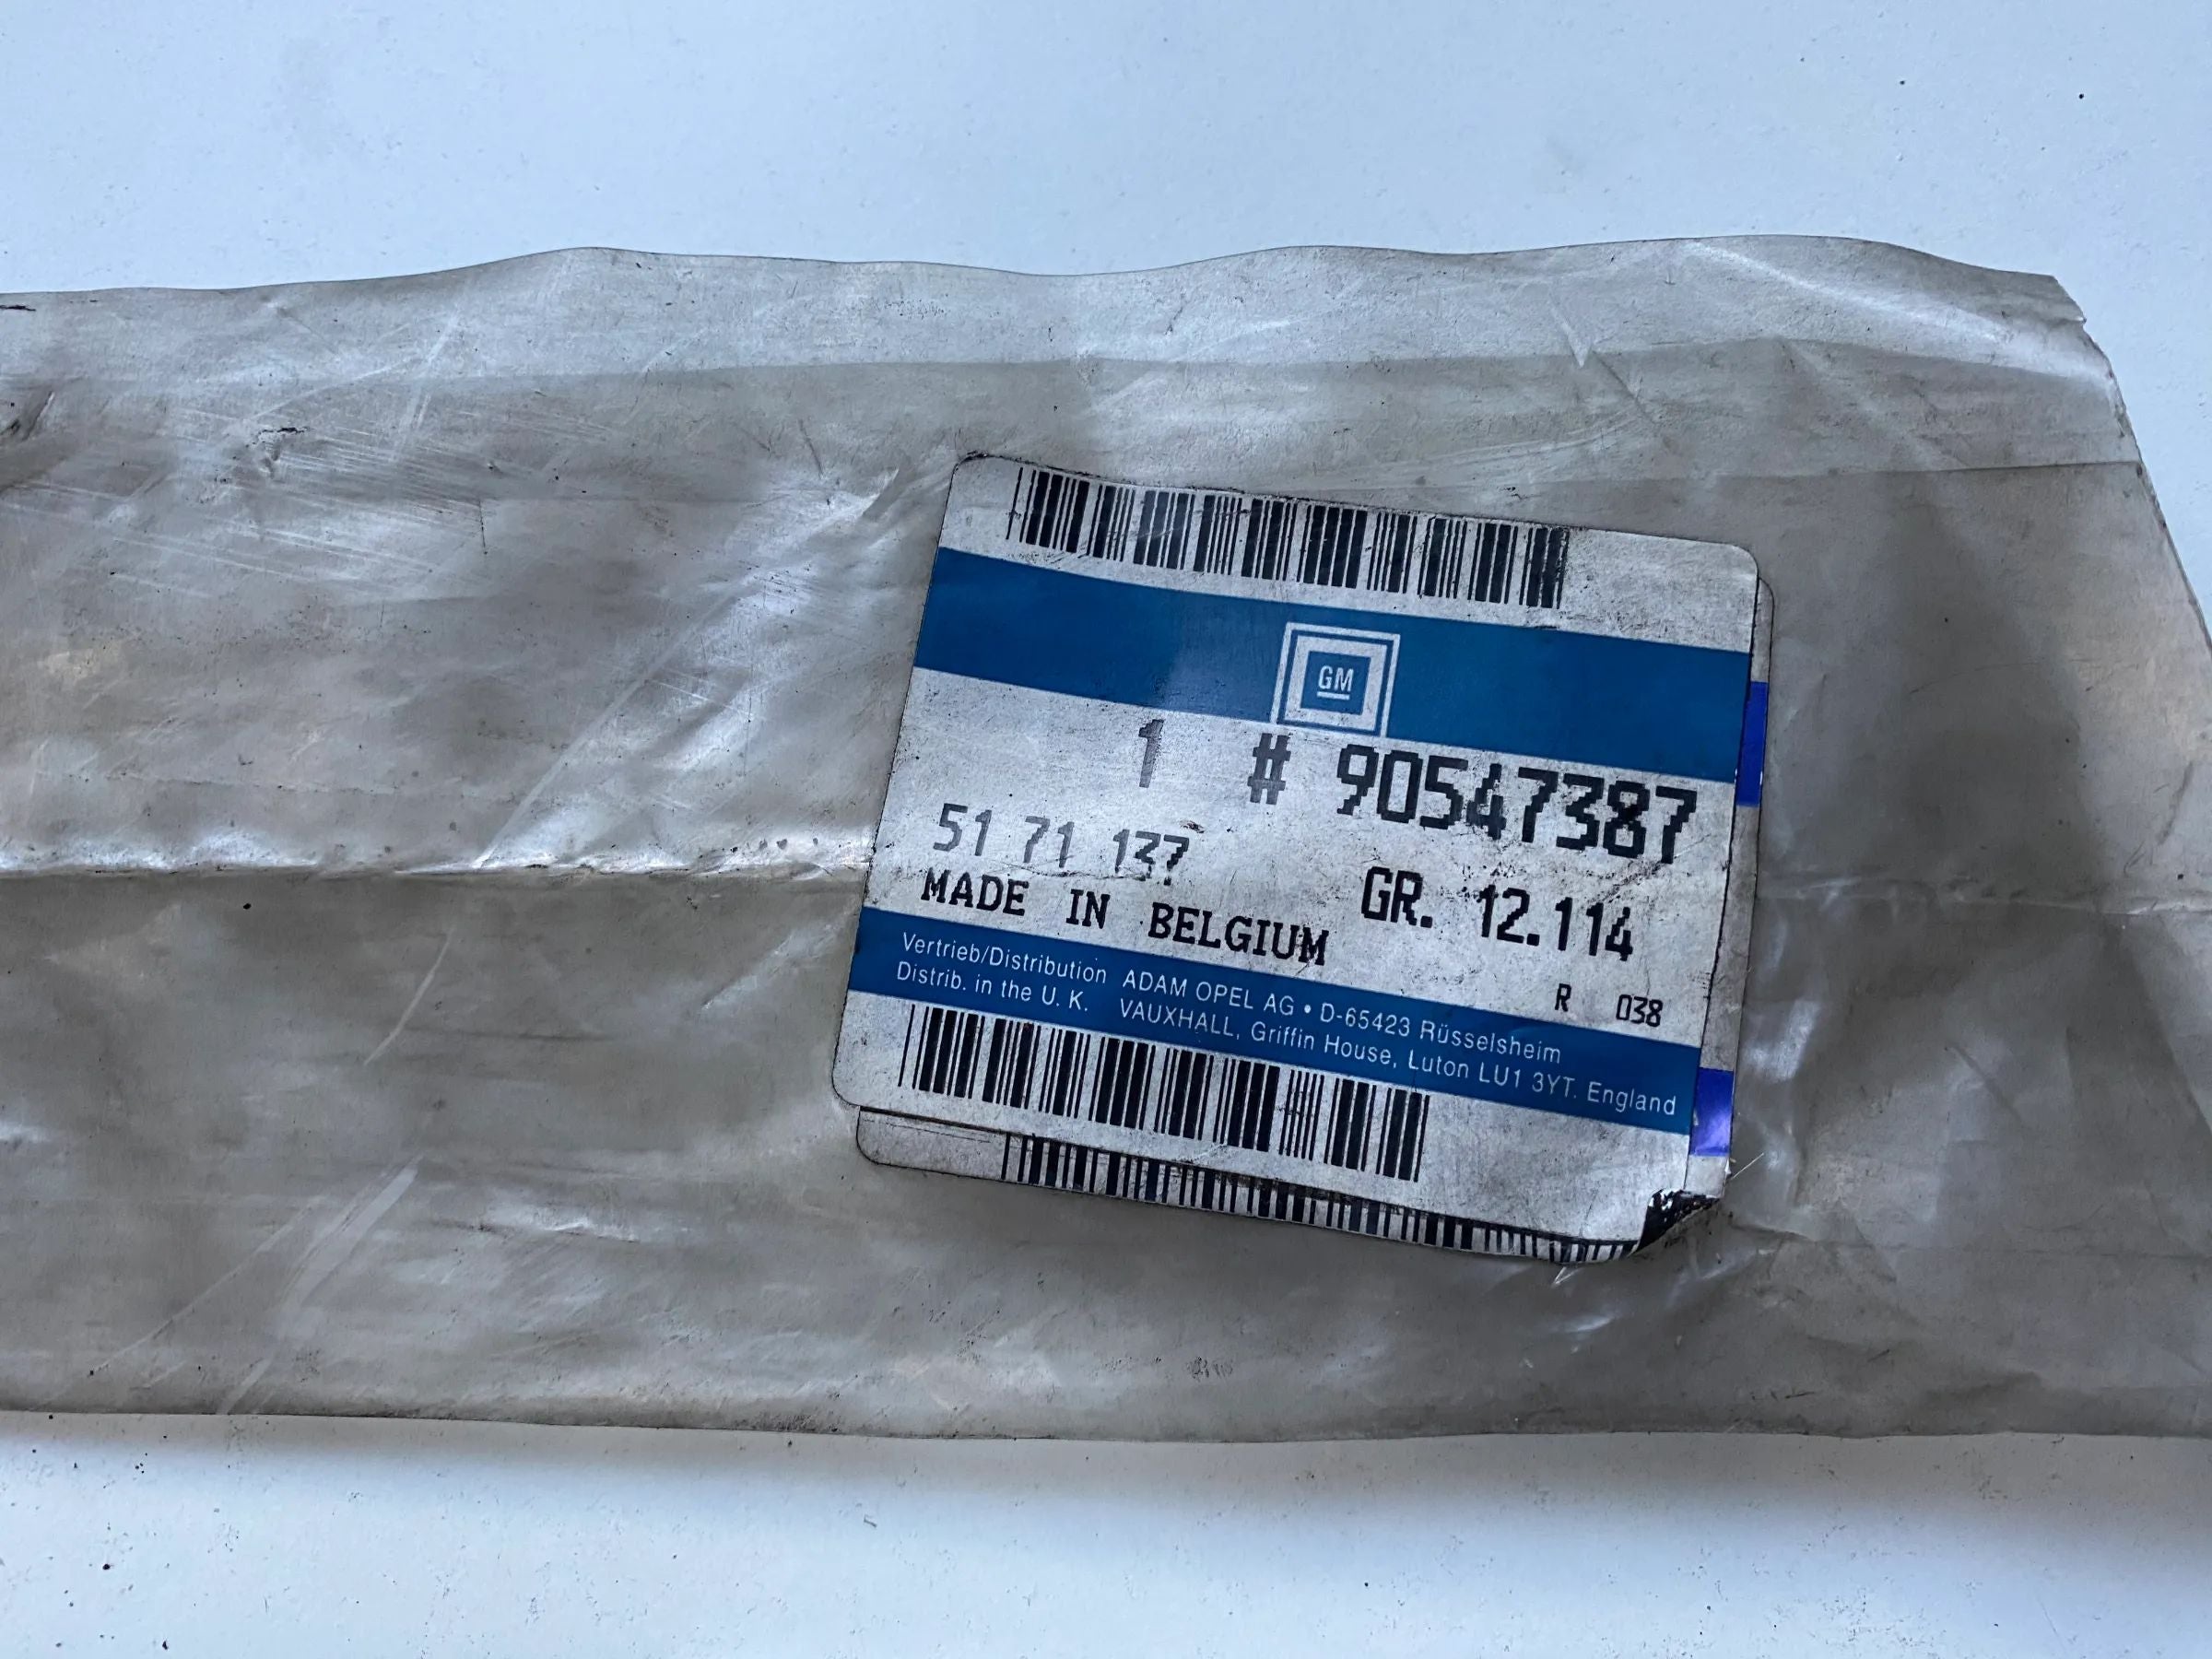 GM
1 # 90547387
51 71 137
GR. 12.114
MADE IN BELGIUM
R 038
Vertrieb/Distribution ADAM OPEL AG • D-65423 Rüsselsheim
Distrib. in the U. K. VAUXHALL, Griffin House, Luton LU1 3YT. England